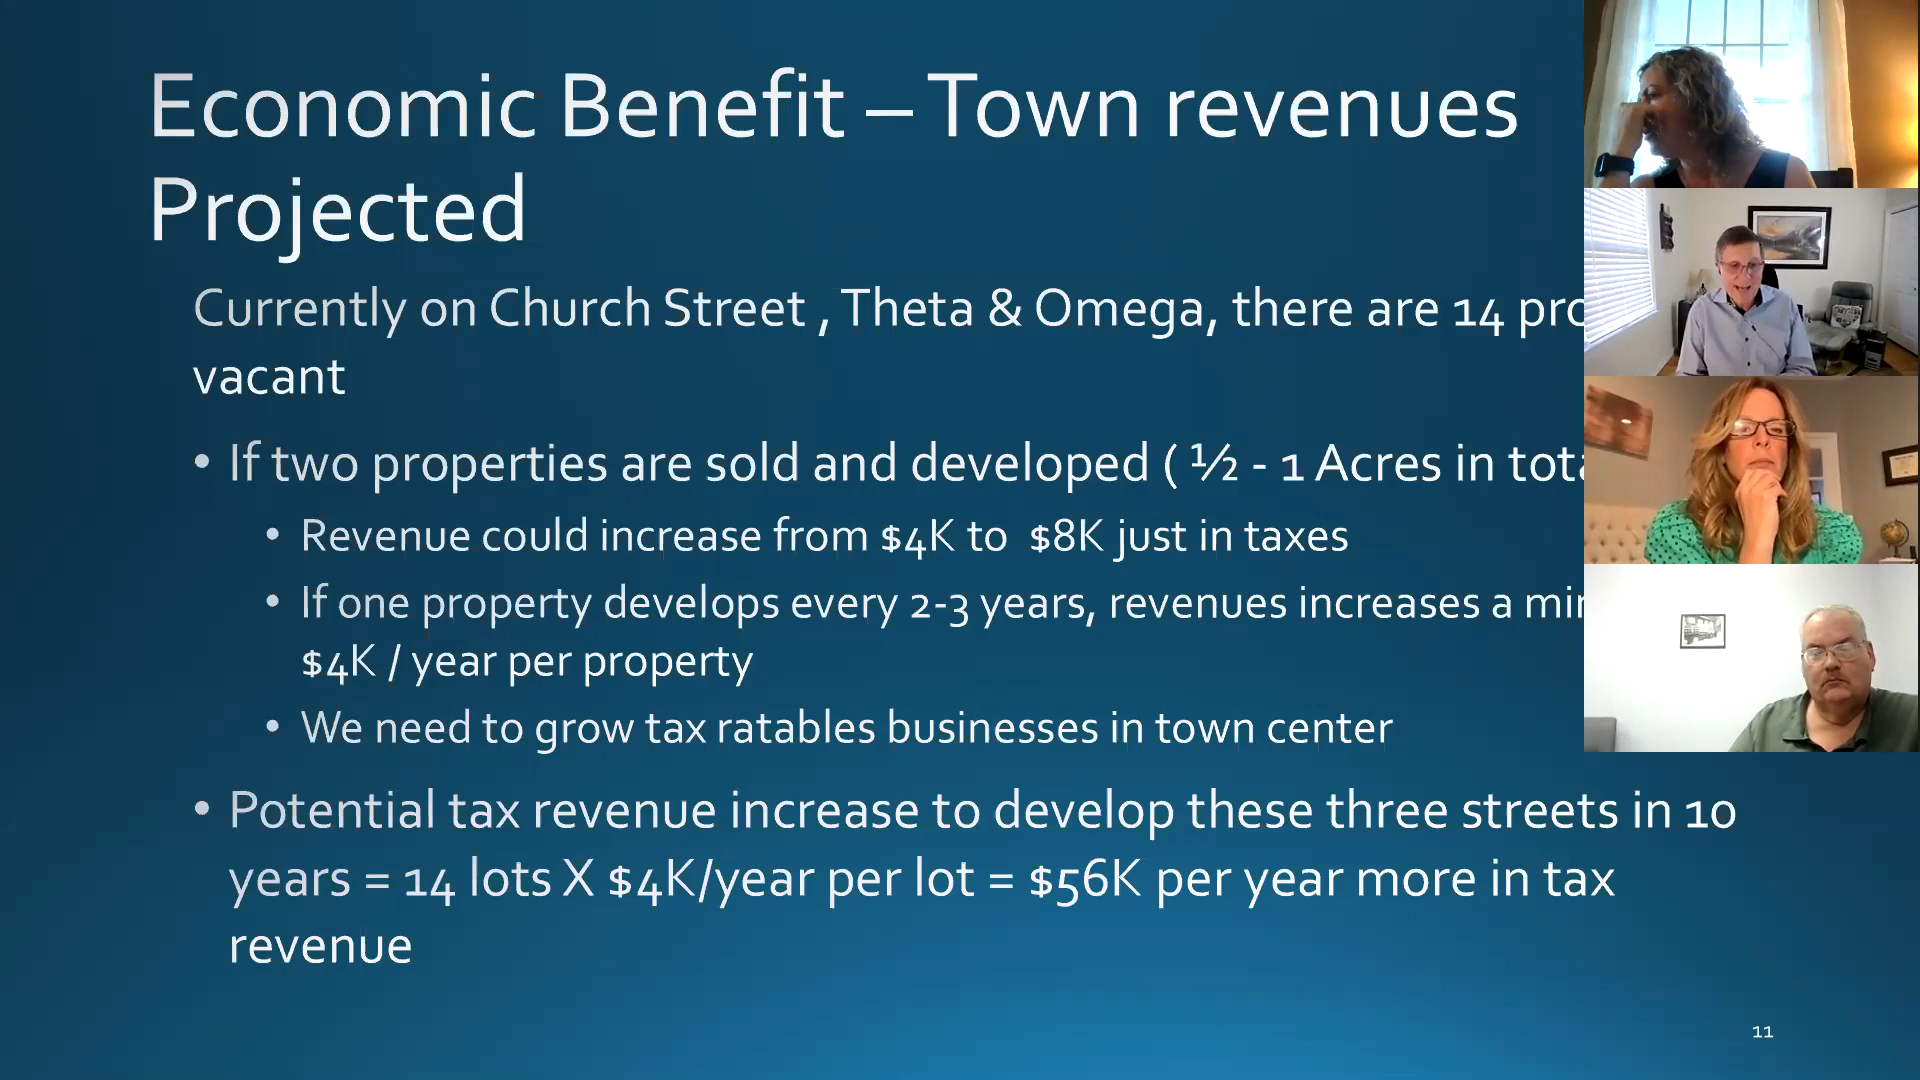 Economic Benefit – Town revenues
Projected
Currently on Church Street , Theta & Omega, there are 14
vacant
• If two properties are sold and developed ( ½ - 1 Acres in
• Revenue could increase from $4K to $8K just in taxes
• If one property develops every 2-3 years, revenues increases a
$4K / year per property
• We need to grow tax ratables businesses in town center
• Potential tax revenue increase to develop these three streets in 10
years = 14 lots X $4K/year per lot = $56K per year more in tax
revenue
11